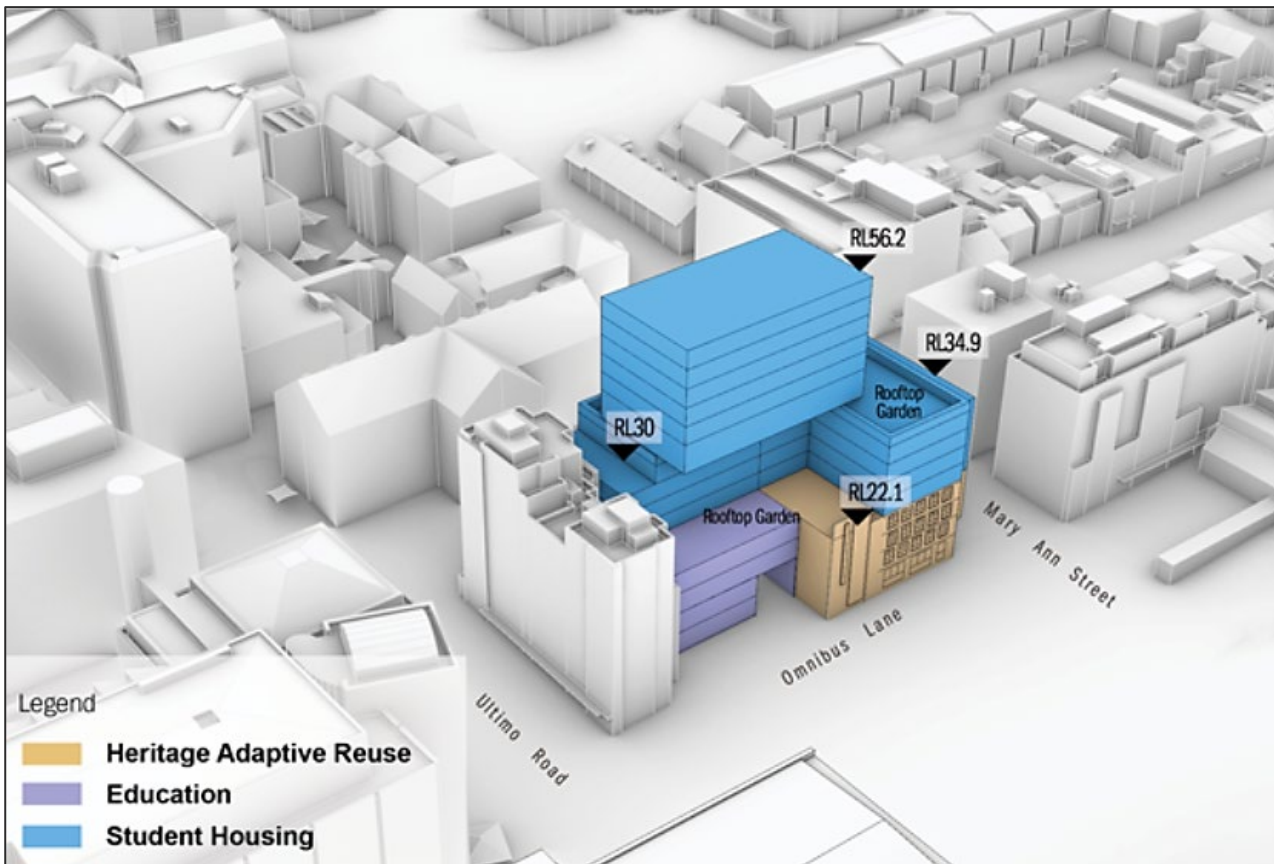 RL56.2
RL34.9
Rooftop
Garden
RL30
RL22.1
Rooftop Garden
Mary Ann Street
Omnibus Lane
Ultimo Road
Legend
Heritage Adaptive Reuse
Education
Student Housing